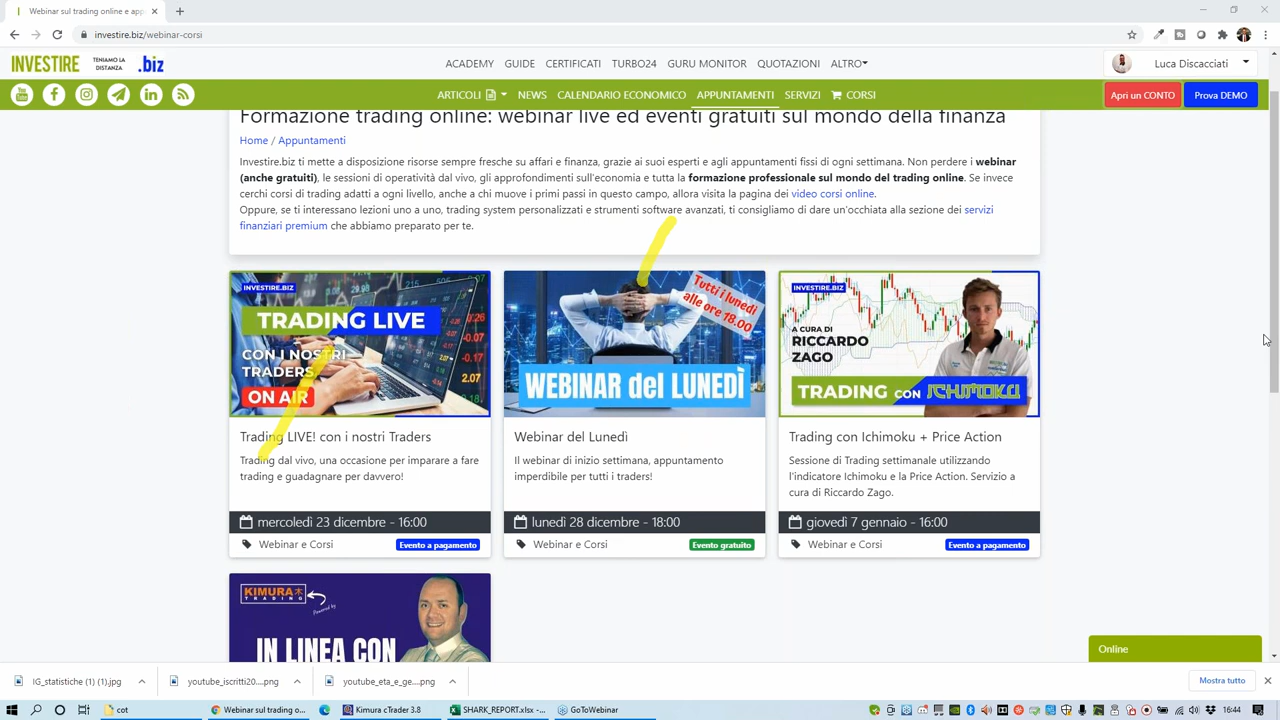 Webinar sul trading online e app
investire.biz/webinar-corsi
INVESTIRE TENIAMO LA DISTANZA .biz
ACADEMY GUIDE CERTIFICATI TURBO24 GURU MONITOR QUOTAZIONI ALTRO
Luca Discacciati
ARTICOLI NEWS CALENDARIO ECONOMICO APPUNTAMENTI SERVIZI CORSI
Apri un CONTO Prova DEMO
Formazione trading online: webinar live ed eventi gratuiti sul mondo della finanza
Home / Appuntamenti
Investire.biz ti mette a disposizione risorse sempre fresche su affari e finanza, grazie ai suoi esperti e agli appuntamenti fissi di ogni settimana. Non perdere i webinar
(anche gratuiti), le sessioni di operatività dal vivo, gli approfondimenti sull'economia e tutta la formazione professionale sul mondo del trading online. Se invece
cerchi corsi di trading adatti a ogni livello, anche a chi muove i primi passi in questo campo, allora visita la pagina dei video corsi online.
Oppure, se ti interessano lezioni uno a uno, trading system personalizzati e strumenti software avanzati, ti consigliamo di dare un'occhiata alla sezione dei servizi
finanziari premium che abbiamo preparato per te.
INVESTIRE.BIZ
TRADING LIVE
CON I NOSTRI
TRADERS
ON AIR
Trading LIVE! con i nostri Traders
Trading dal vivo, una occasione per imparare a fare
trading e guadagnare per davvero!
mercoledì 23 dicembre - 16:00
Webinar e Corsi Evento a pagamento
Tutti i lunedì
alle ore 18.00
WEBINAR del LUNEDÌ
Webinar del Lunedì
Il webinar di inizio settimana, appuntamento
imperdibile per tutti i traders!
lunedì 28 dicembre - 18:00
Webinar e Corsi Evento gratuito
INVESTIRE.BIZ
A CURA DI
RICCARDO
ZAGO
TRADING CON ICHIMOKU
Trading con Ichimoku + Price Action
Sessione di Trading settimanale utilizzando
l'indicatore Ichimoku e la Price Action. Servizio a
cura di Riccardo Zago.
giovedì 7 gennaio - 16:00
Webinar e Corsi Evento a pagamento
KIMURA
TRADING
Powered by
IN LINEA CON
Online
IG_statistiche (1) (1).jpg
youtube_iscritti20....png
youtube_eta_e_ge....png
Mostra tutto
cot
Webinar sul trading o...
Kimura cTrader 3.8
SHARK_REPORT.xlsx -...
GoToWebinar
16:44